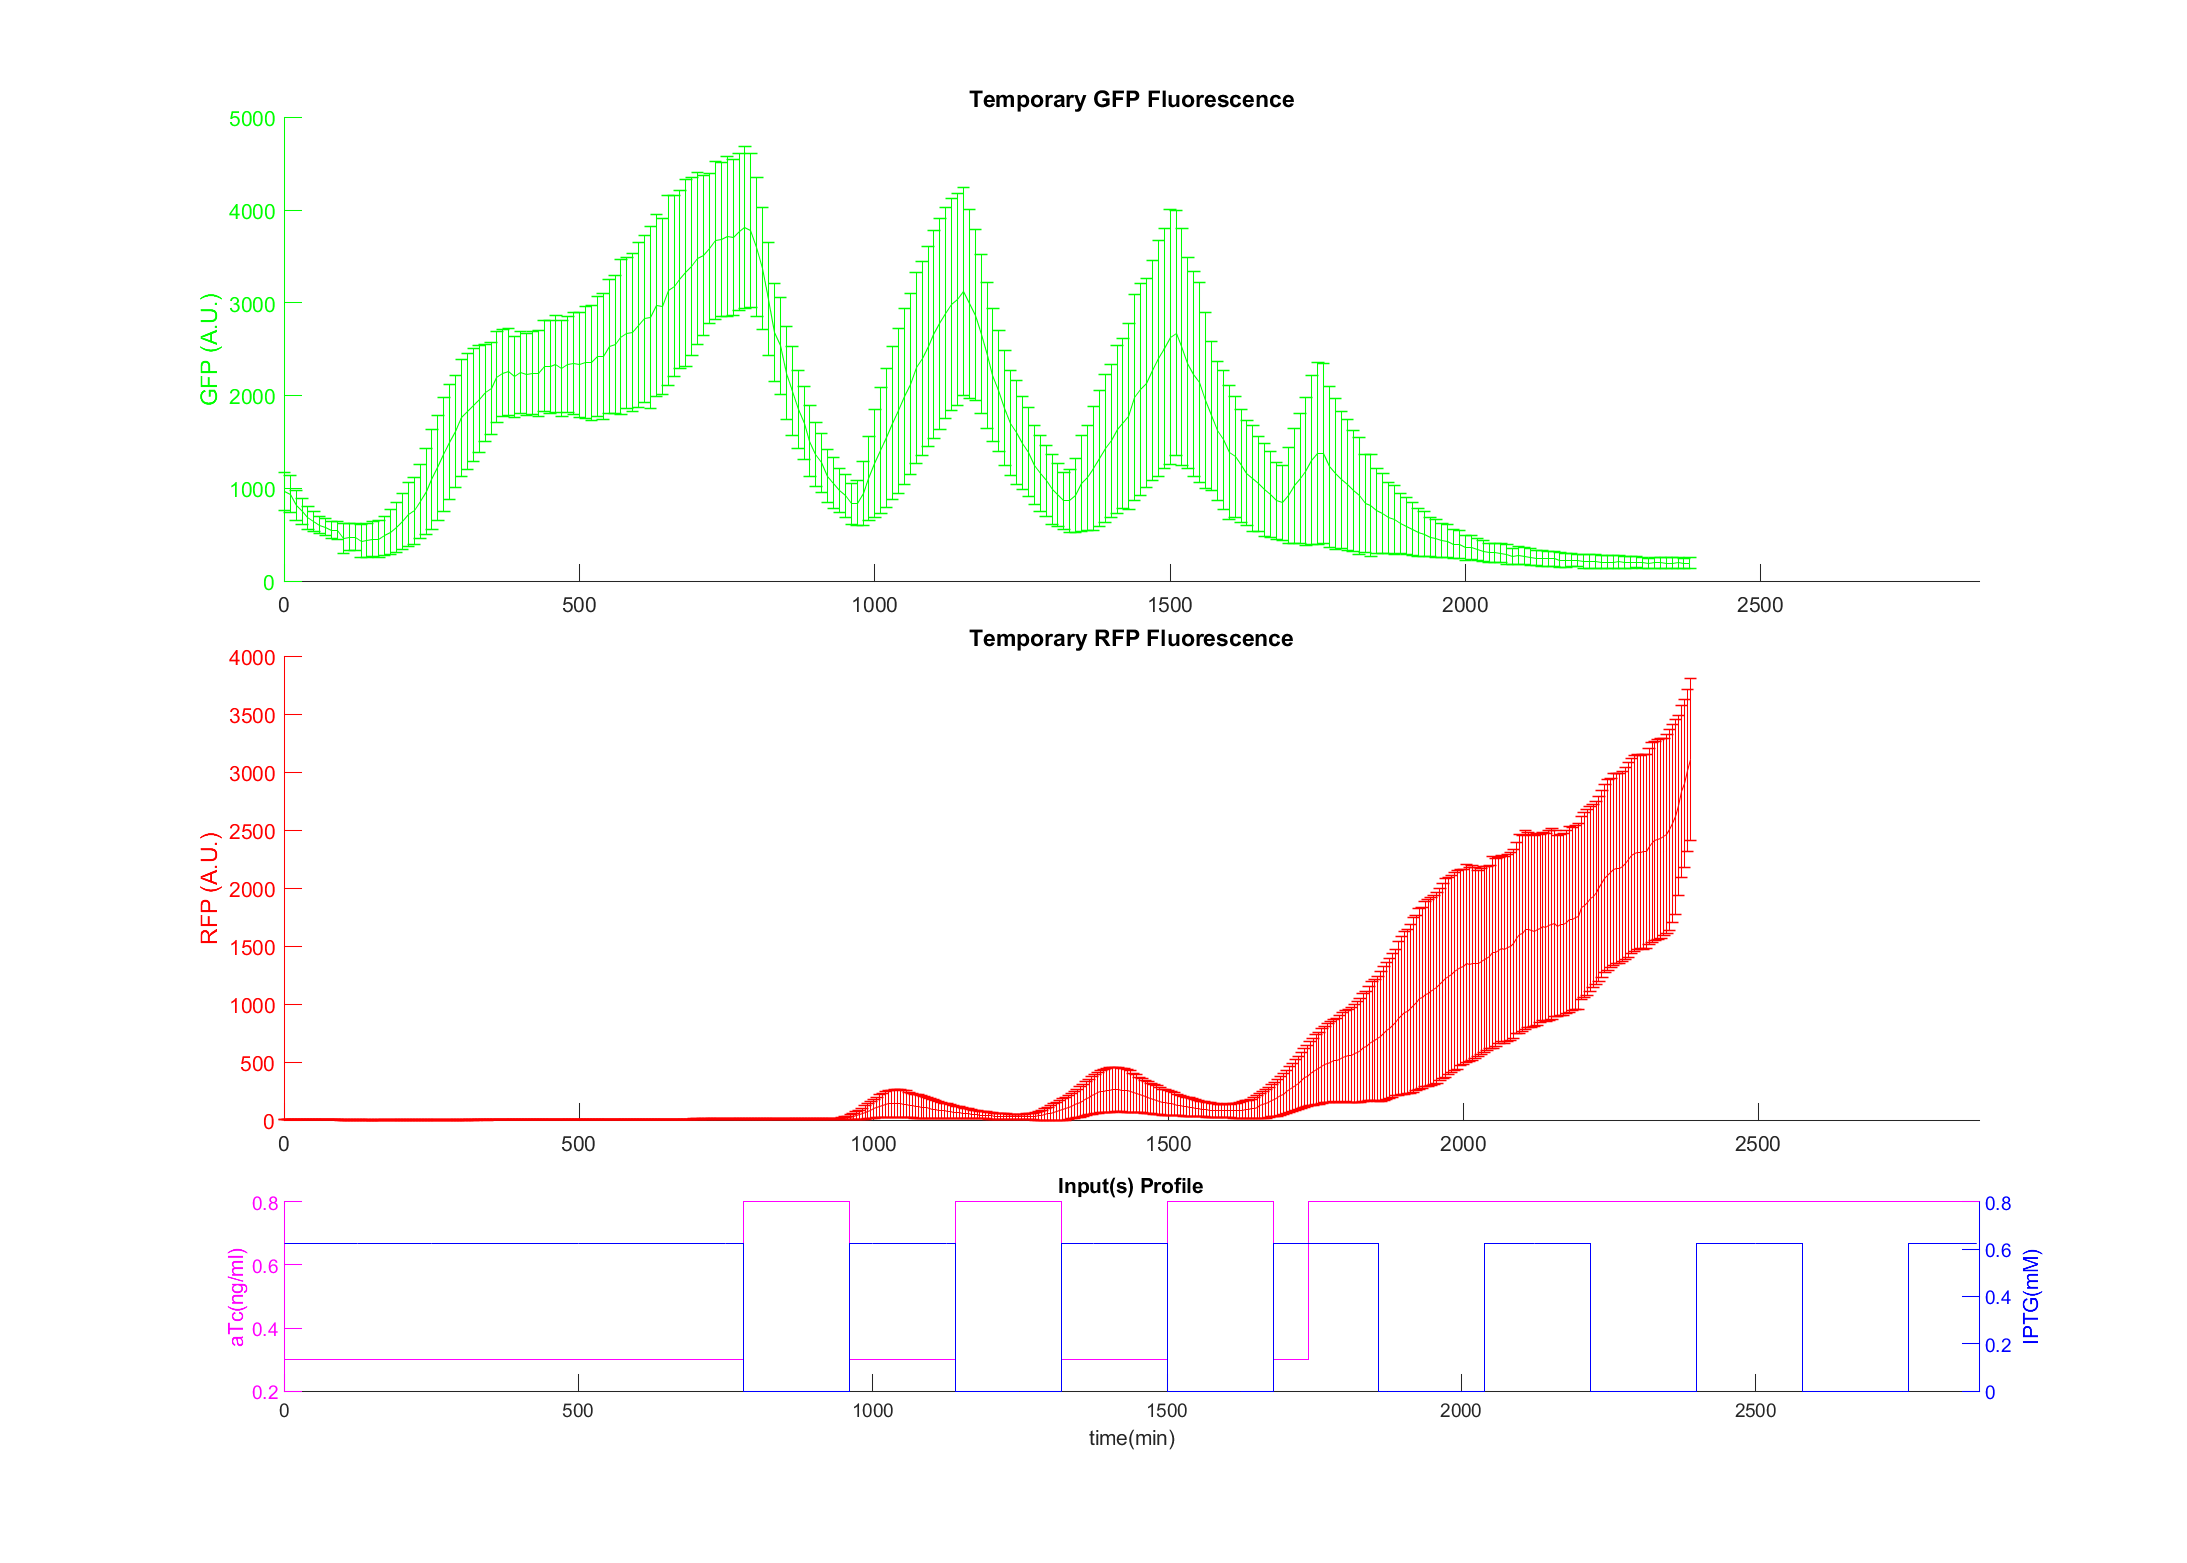 Temporary GFP Fluorescence
5000
4000
3000
2000
1000
0
GFP (A.U.)
0 500 1000 1500 2000 2500
Temporary RFP Fluorescence
4000
3500
3000
2500
2000
1500
1000
500
0
RFP (A.U.)
0 500 1000 1500 2000 2500
Input(s) Profile
0.8
0.6
0.4
0.2
aTc(ng/ml)
0.8
0.6
0.4
0.2
0
IPTG(mM)
0 500 1000 1500 2000 2500
time(min)